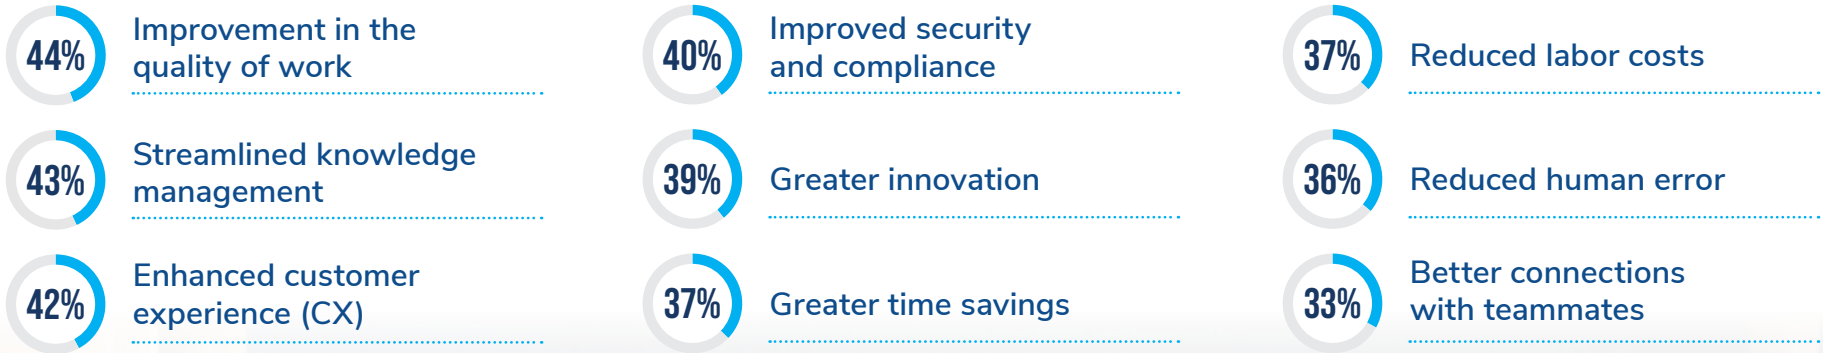 44%
Improvement in the
quality of work
43%
Streamlined knowledge
management
42%
Enhanced customer
experience (CX)
40%
Improved security
and compliance
39%
Greater innovation
37%
Greater time savings
37%
Reduced labor costs
36%
Reduced human error
33%
Better connections
with teammates